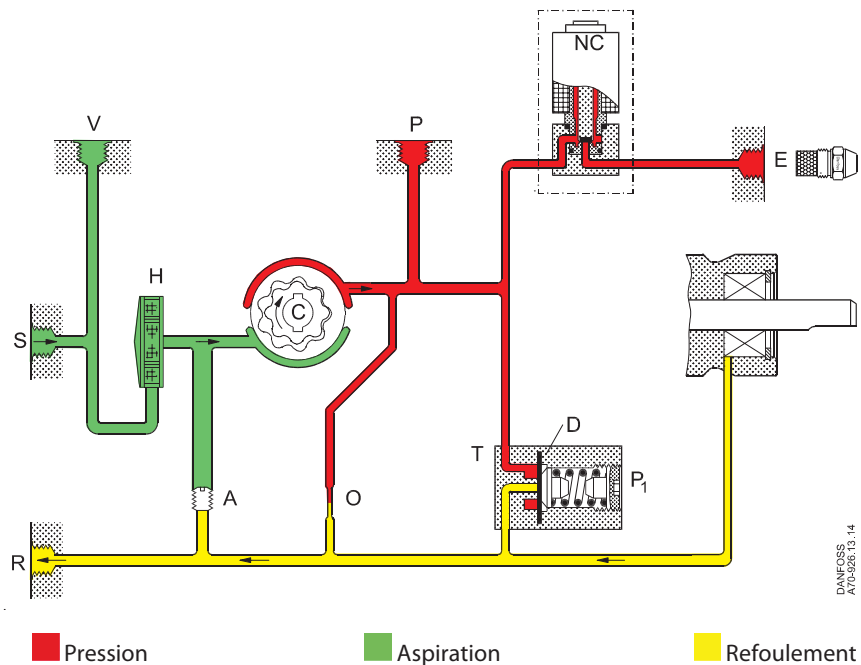 NC
V
P
E
H
C
S
D
T
P1
A
O
R
DANFOSS
A70-926.13.14
Pression
Aspiration
Refoulement